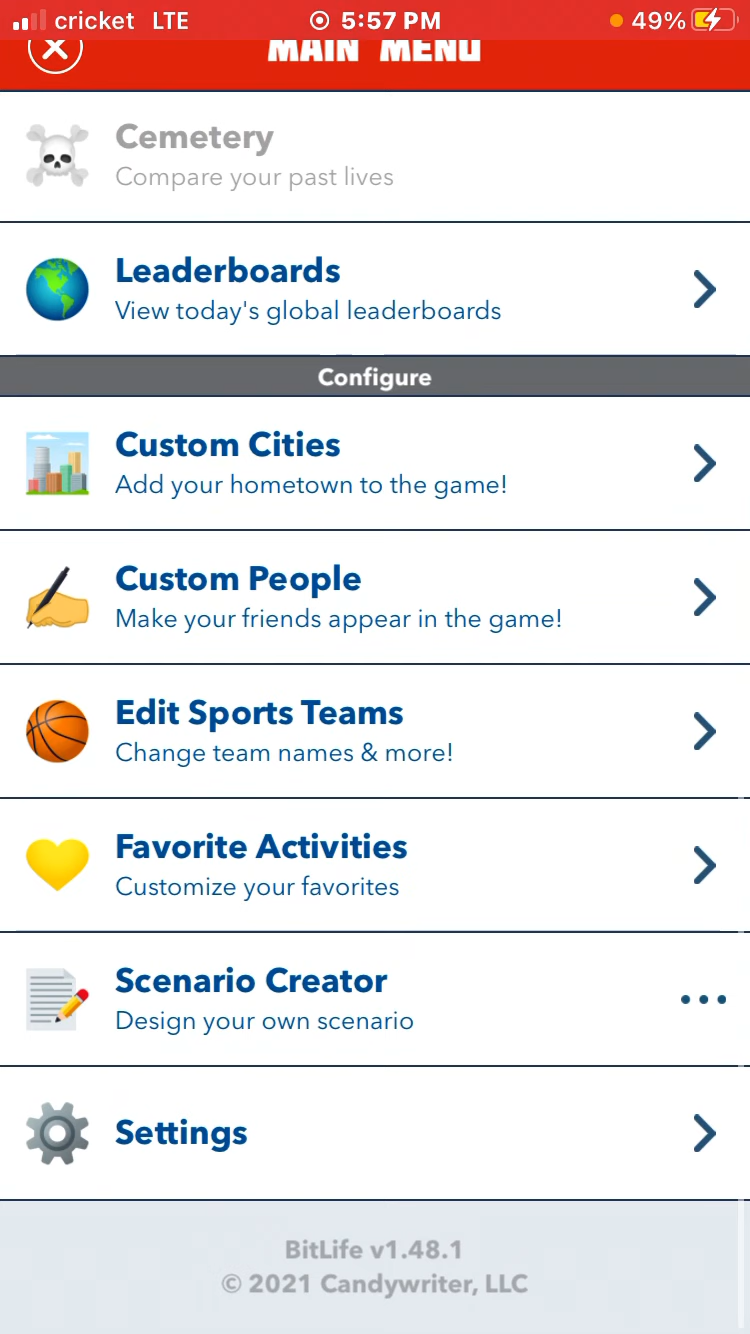 cricket LTE 5:57 PM 49%
MAIN MENU
Cemetery
Compare your past lives
Leaderboards
View today's global leaderboards
Configure
Custom Cities
Add your hometown to the game!
Custom People
Make your friends appear in the game!
Edit Sports Teams
Change team names & more!
Favorite Activities
Customize your favorites
Scenario Creator
Design your own scenario
Settings
BitLife v1.48.1
© 2021 Candywriter, LLC